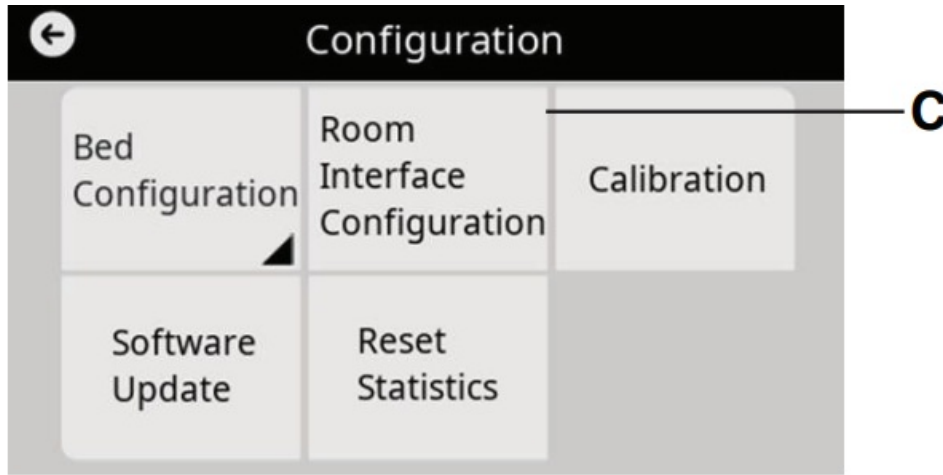 Configuration
Bed
Configuration
Room
Interface
Configuration
Calibration
C
Software
Update
Reset
Statistics